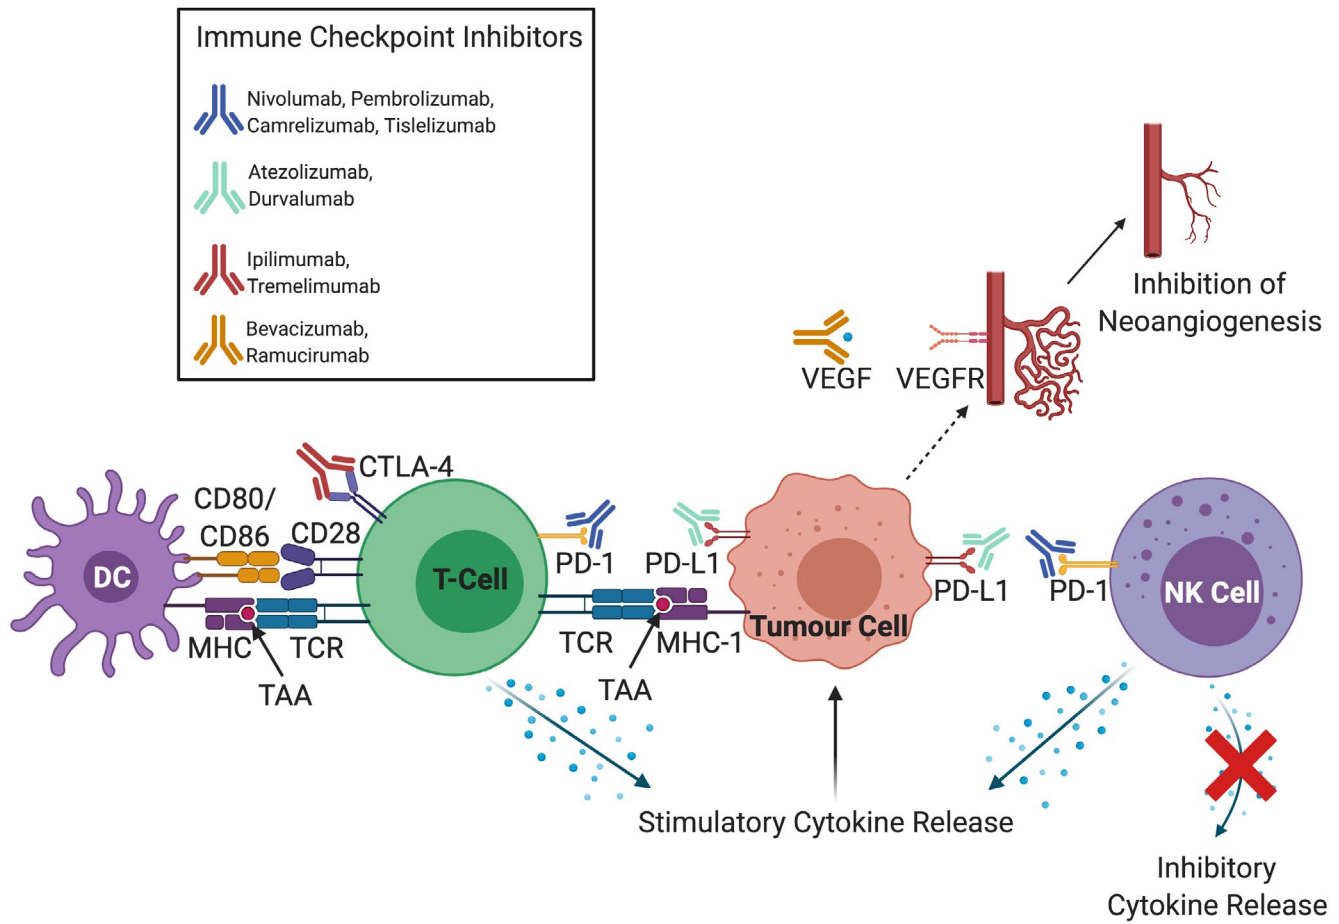 Immune Checkpoint Inhibitors
Nivolumab, Pembrolizumab,
Camrelizumab, Tislelizumab
Atezolizumab,
Durvalumab
Ipilimumab,
Tremelimumab
Bevacizumab,
Ramucirumab
Inhibition of
Neoangiogenesis
VEGF
VEGFR
CTLA-4
CD80/
CD86
CD28
DC
T-Cell
PD-1
PD-L1
Tumour Cell
PD-L1
PD-1
NK Cell
MHC
TCR
TAA
TCR
MHC-1
TAA
Stimulatory Cytokine Release
Inhibitory
Cytokine Release